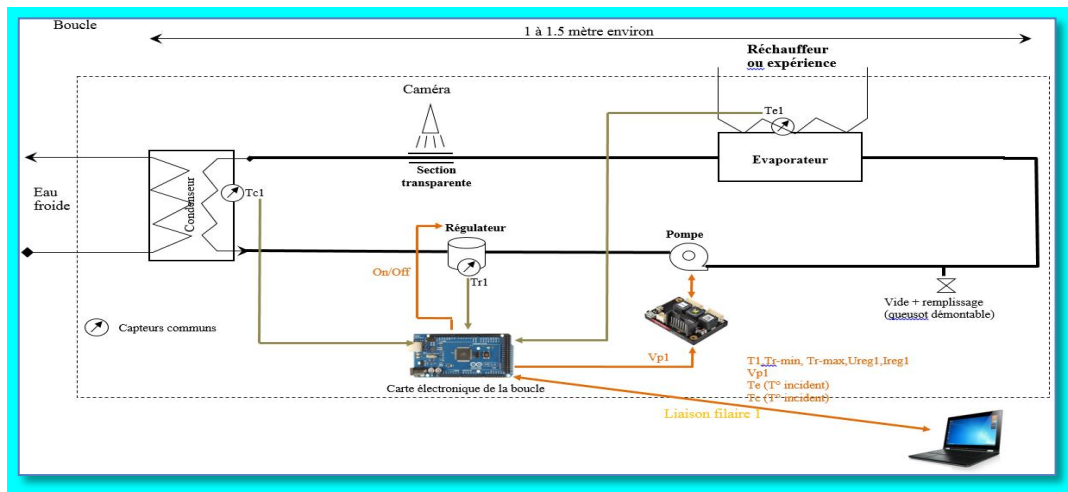 Boucle
1 à 1.5 mètre environ
Réchauffeur
ou expérience
Caméra
Te1
Section
transparente
Evaporateur
Eau
froide
Condenseur
Tc1
Régulateur
Pompe
On/Off
Tr1
Vide + remplissage
(queusot démontable)
Capteurs communs
Vp1
T1,Tr-min, Tr-max,Ureg1,Ireg1
Vp1
Te (T° incident)
Tc (T° incident)
Carte électronique de la boucle
Liaison filaire 1